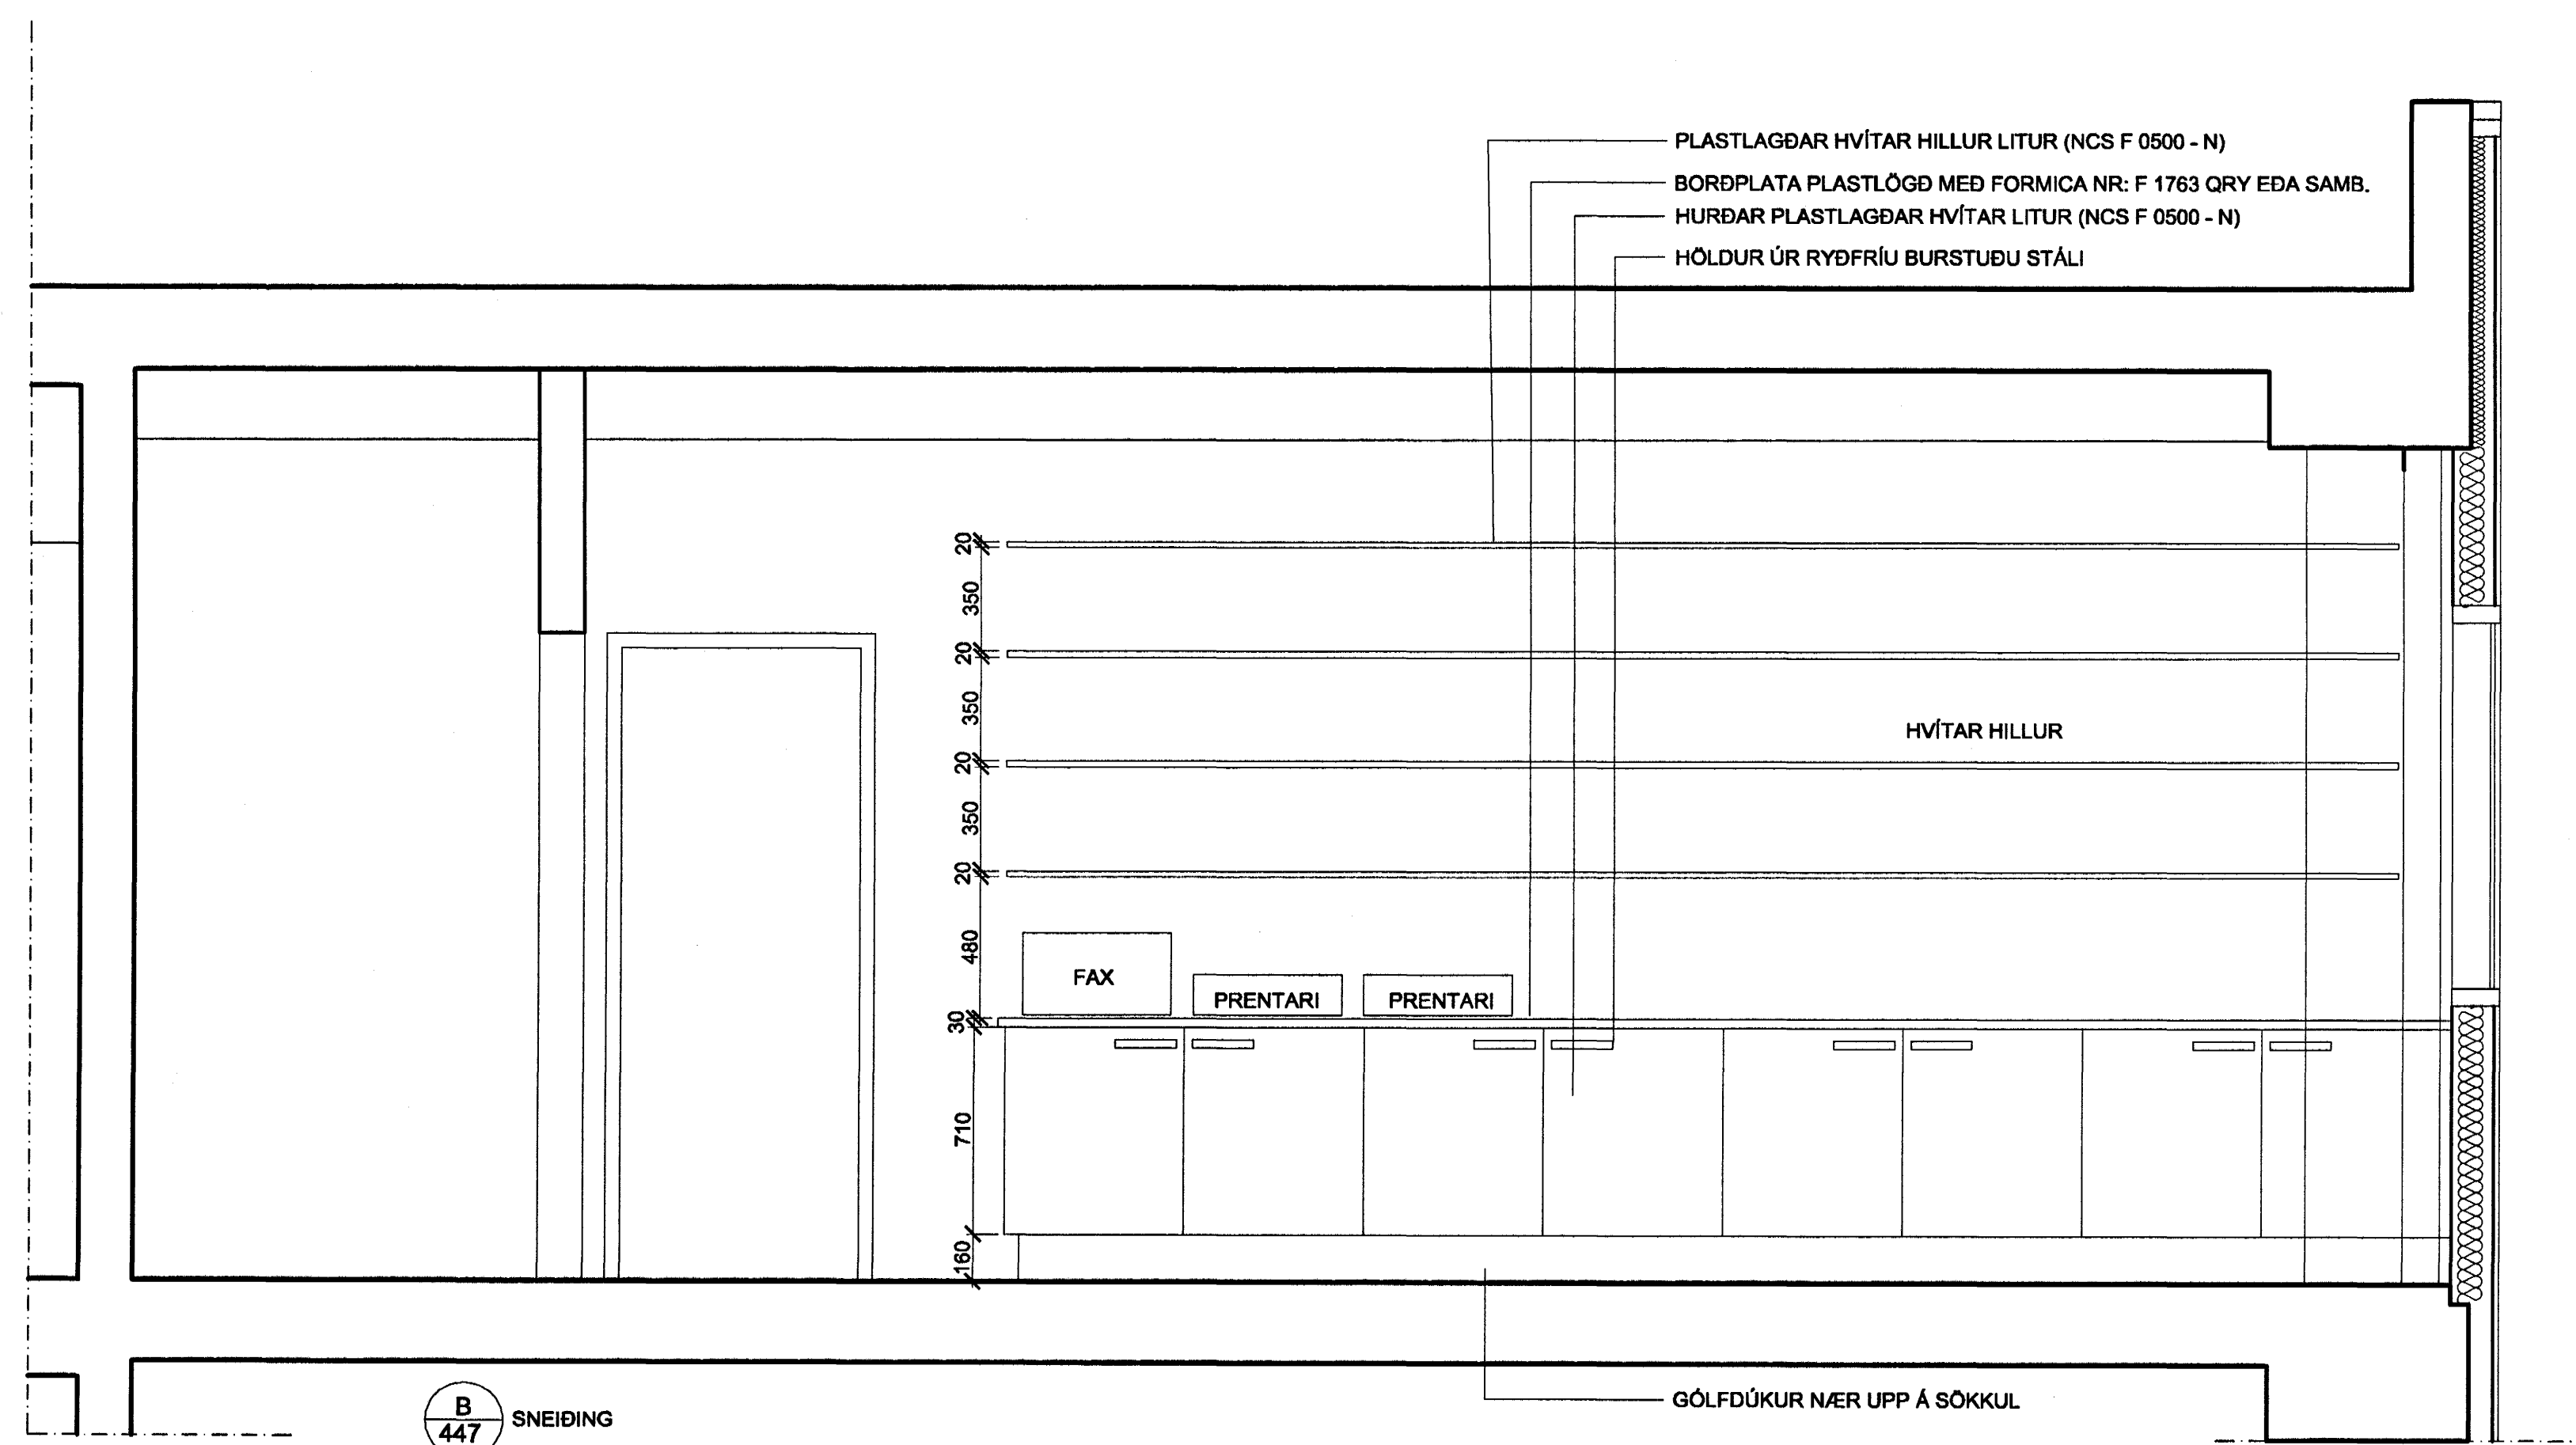 PLASTLAGÐAR HVÍTAR HILLUR LITUR (NCS F 0500 - N)
BORÐPLATA PLASTLÖGÐ MEÐ FORMICA NR: F 1763 QRY EÐA SAMB.
HURÐAR PLASTLAGÐAR HVÍTAR LITUR (NCS F 0500 - N)
HÖLDUR ÚR RYÐFRÍU BURSTUÐU STÁLI
20
350
20
350
HVÍTAR HILLUR
20
350
20
480
FAX
PRENTARI
PRENTARI
30
710
160
GÓLFDÚKUR NÆR UPP Á SÖKKUL
B
447
SNEIÐING